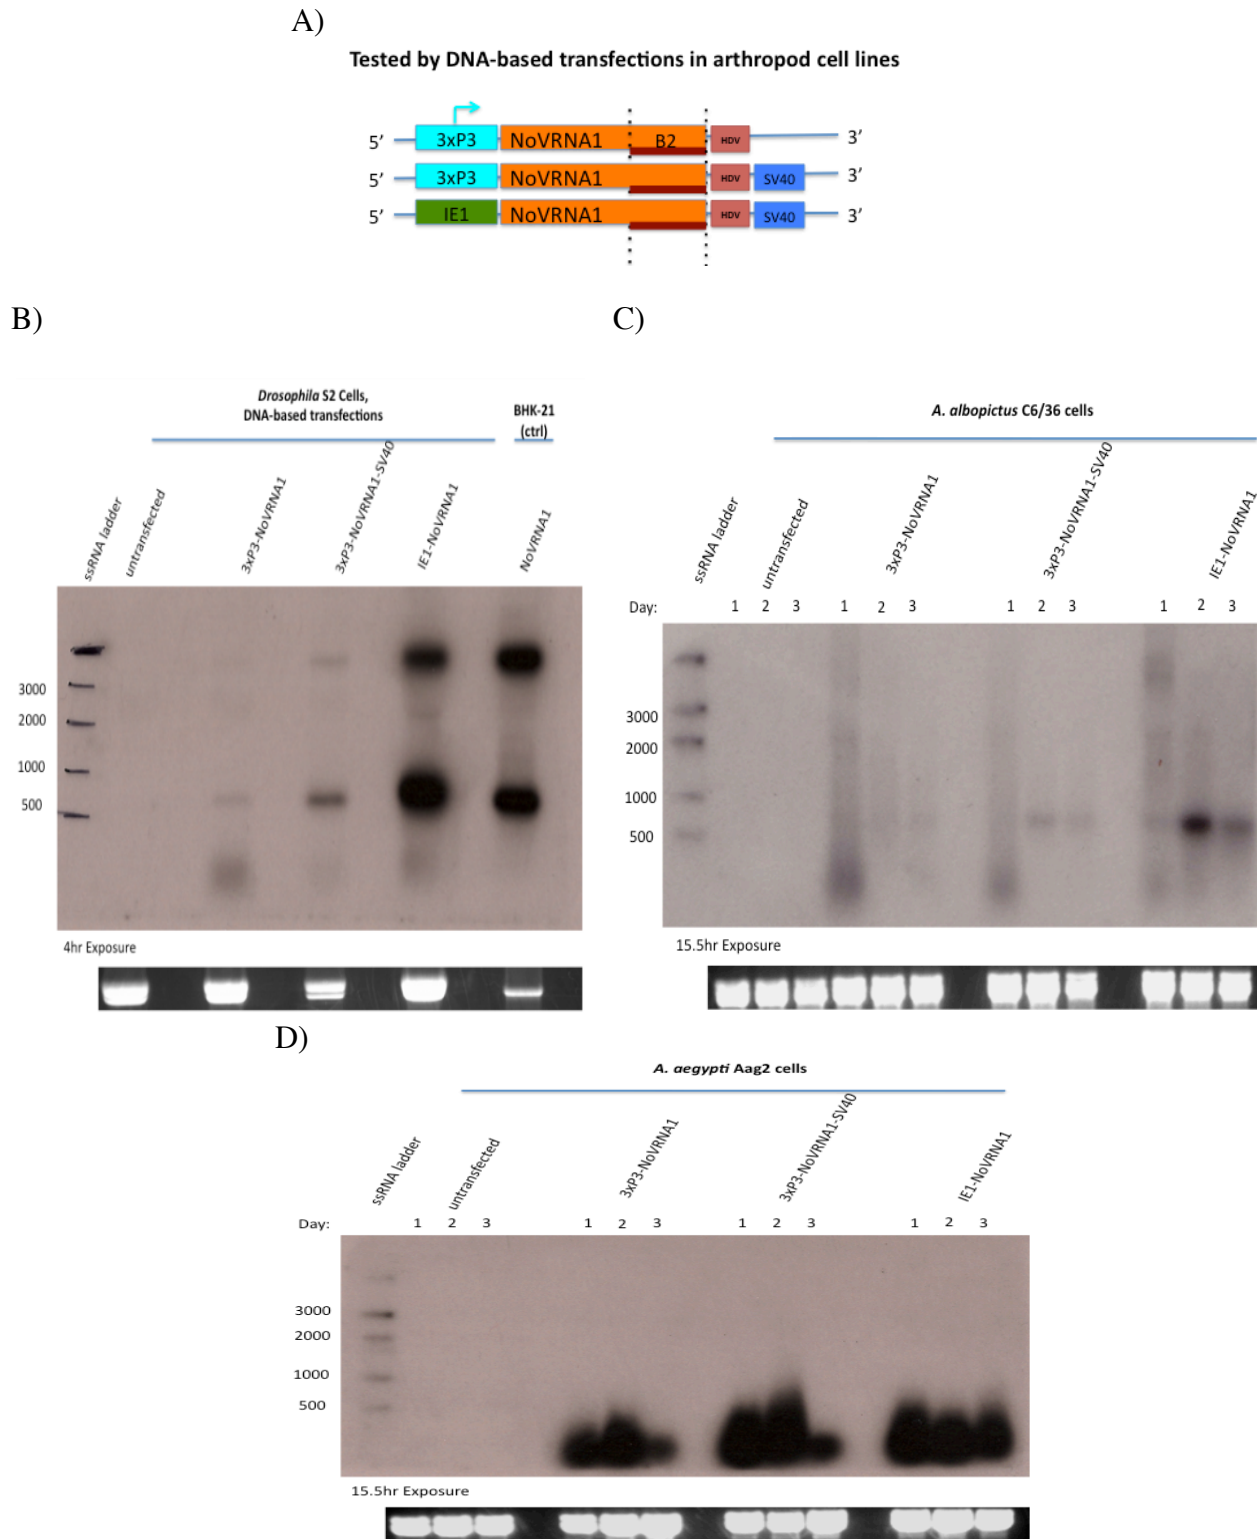 A)
Tested by DNA-based transfections in arthropod cell lines
5’ 3xP3 NoVRNA1 B2 HDV 3’
5’ 3xP3 NoVRNA1 HDV SV40 3’
5’ IE1 NoVRNA1 HDV SV40 3’
B)
Drosophila S2 Cells,
DNA-based transfections
BHK-21
(ctrl)
ssRNA ladder
untransfected
3xP3-NoVRNA1
3xP3-NoVRNA1-SV40
IE1-NoVRNA1
NoVRNA1
3000
2000
1000
500
4hr Exposure
C)
A. albopictus C6/36 cells
ssRNA ladder
untransfected
3xP3-NoVRNA1
3xP3-NoVRNA1-SV40
IE1-NoVRNA1
Day: 1 2 3 1 2 3 1 2 3 1 2 3
3000
2000
1000
500
15.5hr Exposure
D)
A. aegypti Aag2 cells
ssRNA ladder
untransfected
3xP3-NoVRNA1
3xP3-NoVRNA1-SV40
IE1-NoVRNA1
Day: 1 2 3 1 2 3 1 2 3 1 2 3
3000
2000
1000
500
15.5hr Exposure